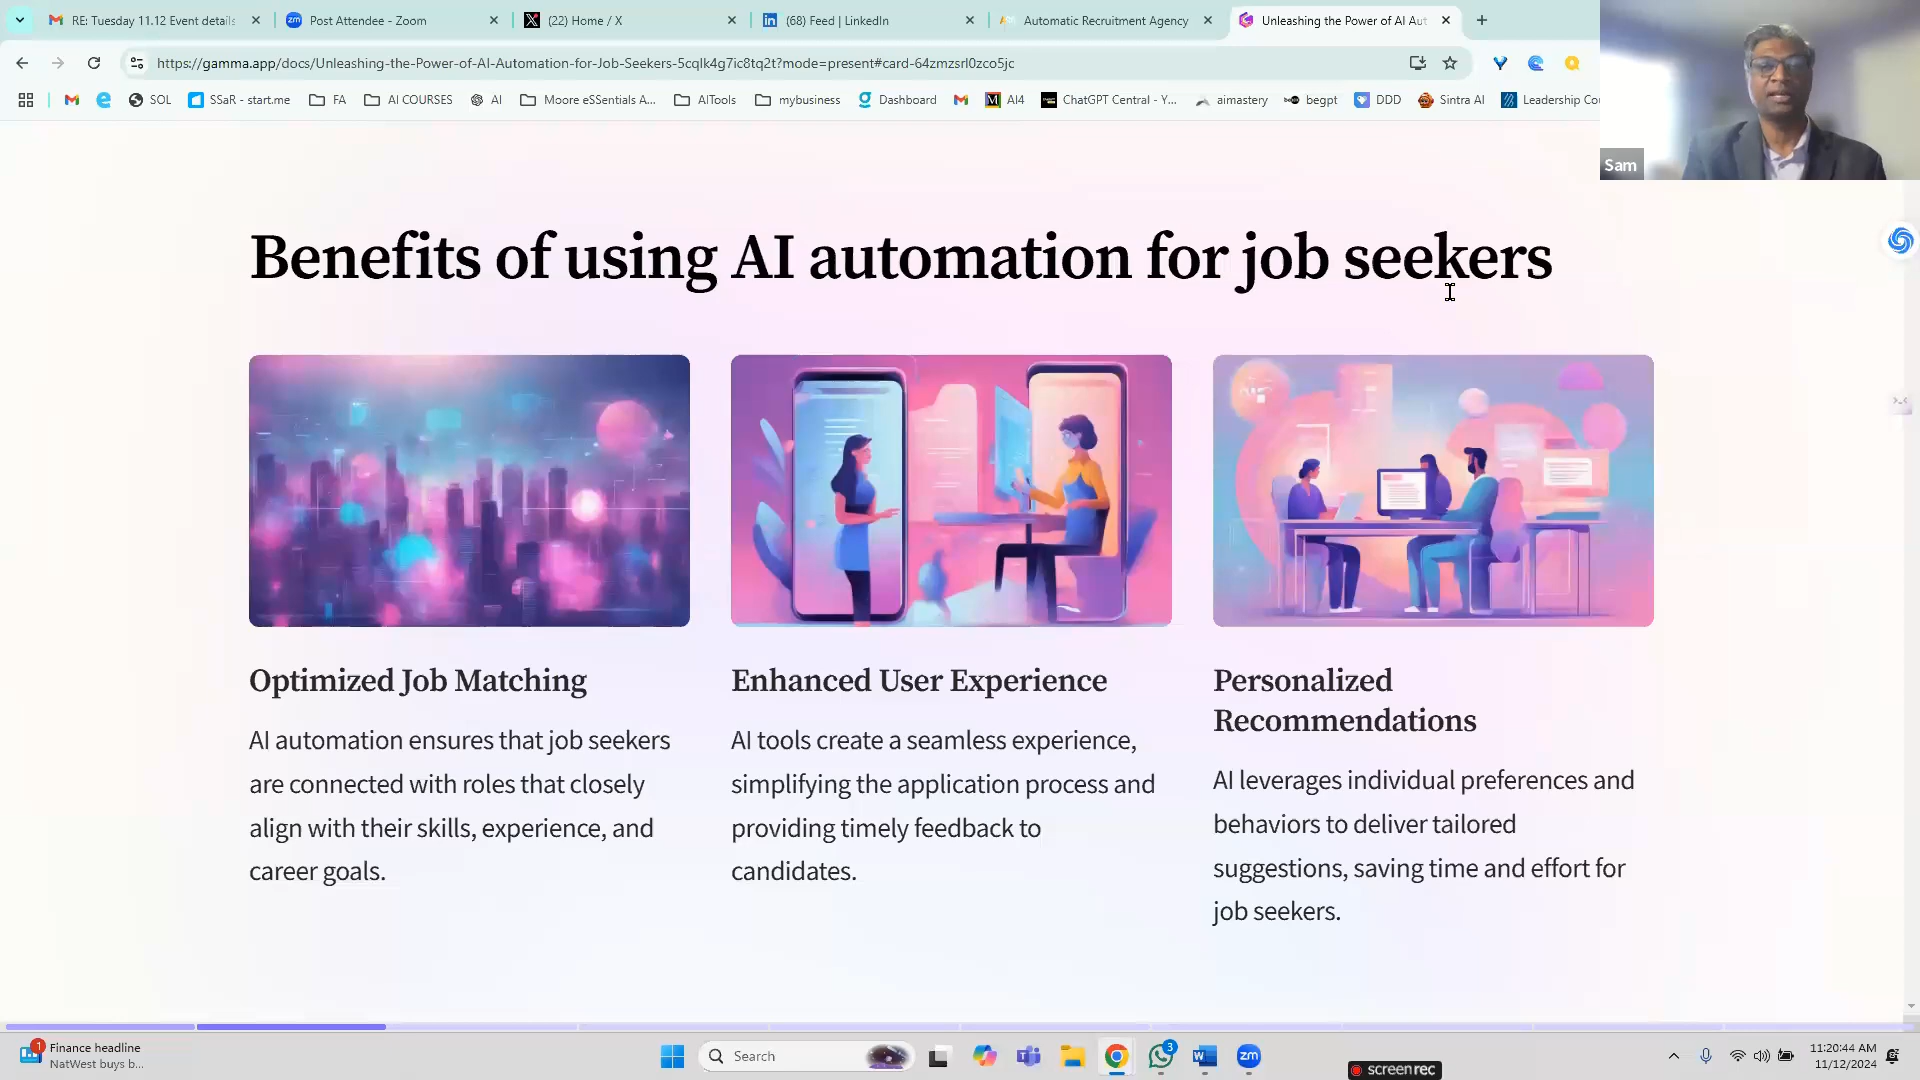 RE: Tuesday 11.12 Event details
Post Attendee - Zoom
(22) Home / X
(68) Feed | LinkedIn
Automatic Recruitment Agency
Unleashing the Power of AI Aut
https://gamma.app/docs/Unleashing-the-Power-of-AI-Automation-for-Job-Seekers-5cqlk4g7ic8tq2t?mode=present#card-64zmzsrl0zco5jc
SOL
SSaR - start.me
FA
AI COURSES
AI
Moore eSSentials A...
AITools
mybusiness
Dashboard
AI4
ChatGPT Central - Y...
aimastery
begpt
DDD
Sintra AI
Leadership Cou
Sam
Benefits of using AI automation for job seekers
Optimized Job Matching
AI automation ensures that job seekers
are connected with roles that closely
align with their skills, experience, and
career goals.
Enhanced User Experience
AI tools create a seamless experience,
simplifying the application process and
providing timely feedback to
candidates.
Personalized
Recommendations
AI leverages individual preferences and
behaviors to deliver tailored
suggestions, saving time and effort for
job seekers.
1
Finance headline
NatWest buys b...
Search
3
zm
screenrec
11:20:44 AM
11/12/2024